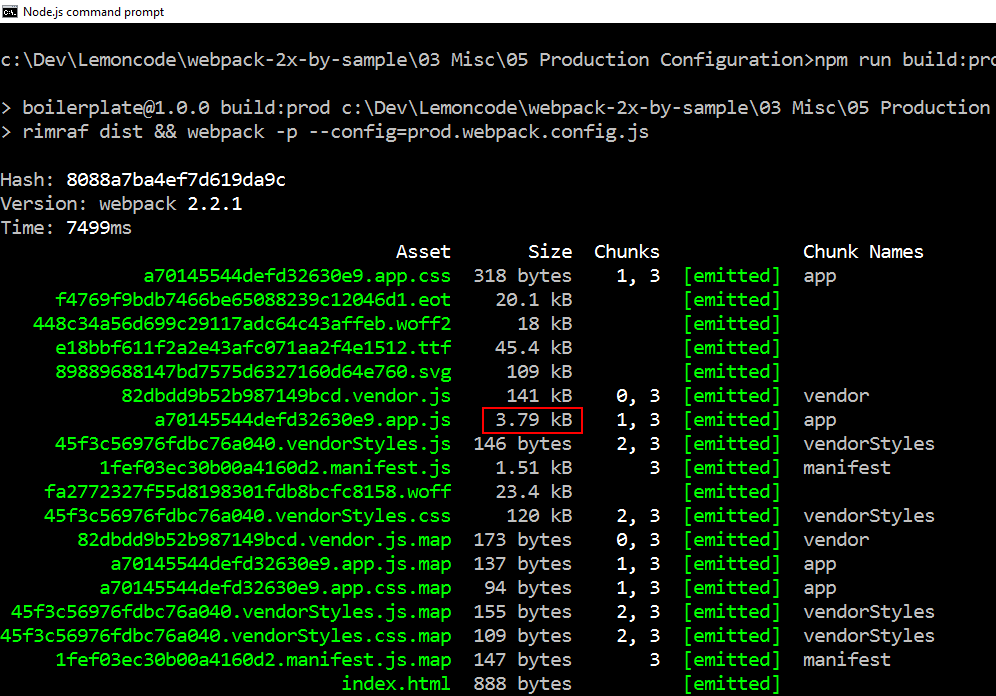 Node.js command prompt
c:\Dev\Lemoncode\webpack-2x-by-sample\03 Misc\05 Production Configuration>npm run build:pro
> boilerplate@1.0.0 build:prod c:\Dev\Lemoncode\webpack-2x-by-sample\03 Misc\05 Production
> rimraf dist && webpack -p --config=prod.webpack.config.js
Hash: 8088a7ba4ef7d619da9c
Version: webpack 2.2.1
Time: 7499ms
Asset Size Chunks Chunk Names
a70145544defd32630e9.app.css 318 bytes 1, 3 [emitted] app
f4769f9bdb7466be65088239c12046d1.eot 20.1 kB [emitted]
448c34a56d699c29117adc64c43affeb.woff2 18 kB [emitted]
e18bbf611f2a2e43afc071aa2f4e1512.ttf 45.4 kB [emitted]
89889688147bd7575d6327160d64e760.svg 109 kB [emitted]
82dbdd9b52b987149bcd.vendor.js 141 kB 0, 3 [emitted] vendor
a70145544defd32630e9.app.js 3.79 kB 1, 3 [emitted] app
45f3c56976fdbc76a040.vendorStyles.js 146 bytes 2, 3 [emitted] vendorStyles
1fef03ec30b00a4160d2.manifest.js 1.51 kB 3 [emitted] manifest
fa2772327f55d8198301fdb8bcfc8158.woff 23.4 kB [emitted]
45f3c56976fdbc76a040.vendorStyles.css 120 kB 2, 3 [emitted] vendorStyles
82dbdd9b52b987149bcd.vendor.js.map 173 bytes 0, 3 [emitted] vendor
a70145544defd32630e9.app.js.map 137 bytes 1, 3 [emitted] app
a70145544defd32630e9.app.css.map 94 bytes 1, 3 [emitted] app
45f3c56976fdbc76a040.vendorStyles.js.map 155 bytes 2, 3 [emitted] vendorStyles
45f3c56976fdbc76a040.vendorStyles.css.map 109 bytes 2, 3 [emitted] vendorStyles
1fef03ec30b00a4160d2.manifest.js.map 147 bytes 3 [emitted] manifest
index.html 888 bytes [emitted]